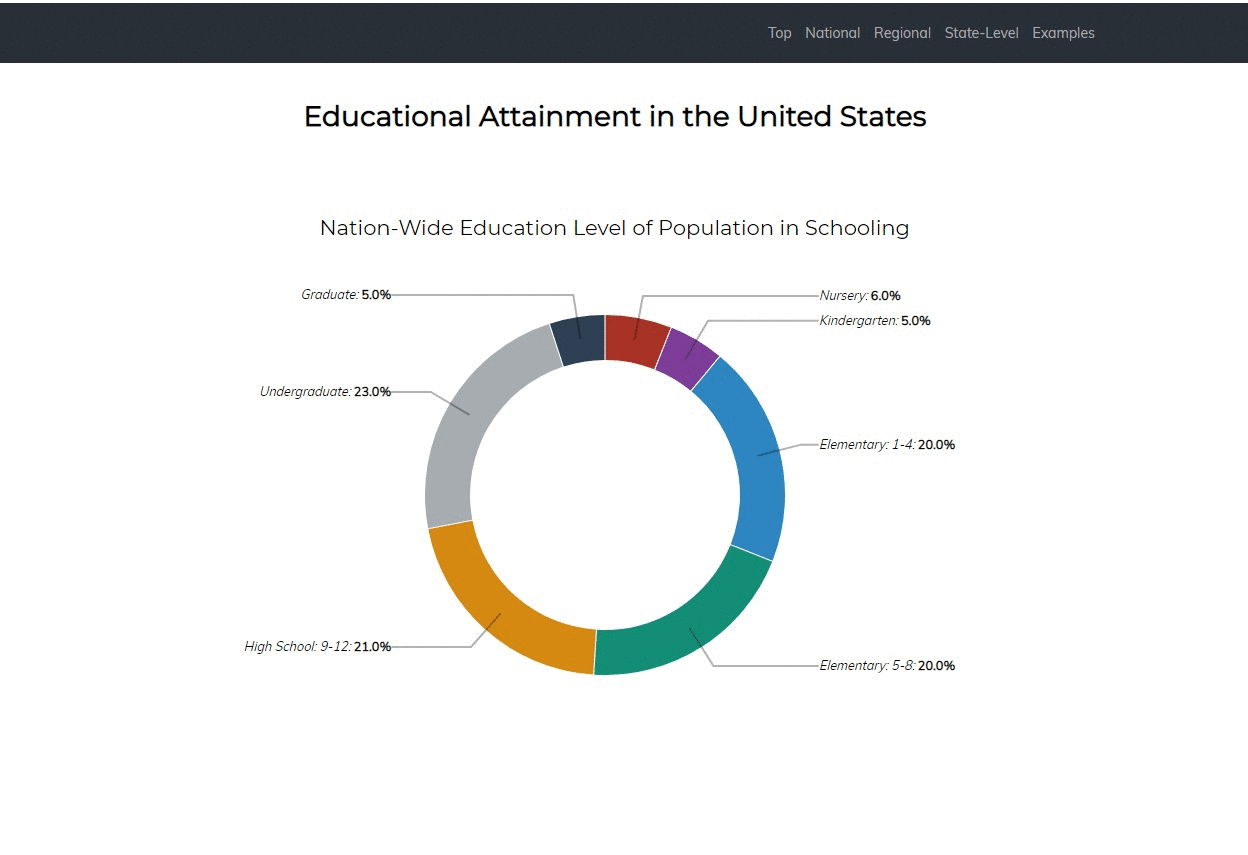 Top National Regional State-Level Examples
Educational Attainment in the United States
Nation-Wide Education Level of Population in Schooling
Graduate: 5.0%
Nursery: 6.0%
Kindergarten: 5.0%
Undergraduate: 23.0%
Elementary: 1-4: 20.0%
High School: 9-12: 21.0%
Elementary: 5-8: 20.0%